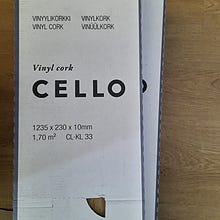 VINYYLIKORKKI VINYLKORK
VINYL CORK VINÜÜLKORK
Vinyl cork
CELLO
1235 x 230 x 10mm
1,70 m² CL-KL 33